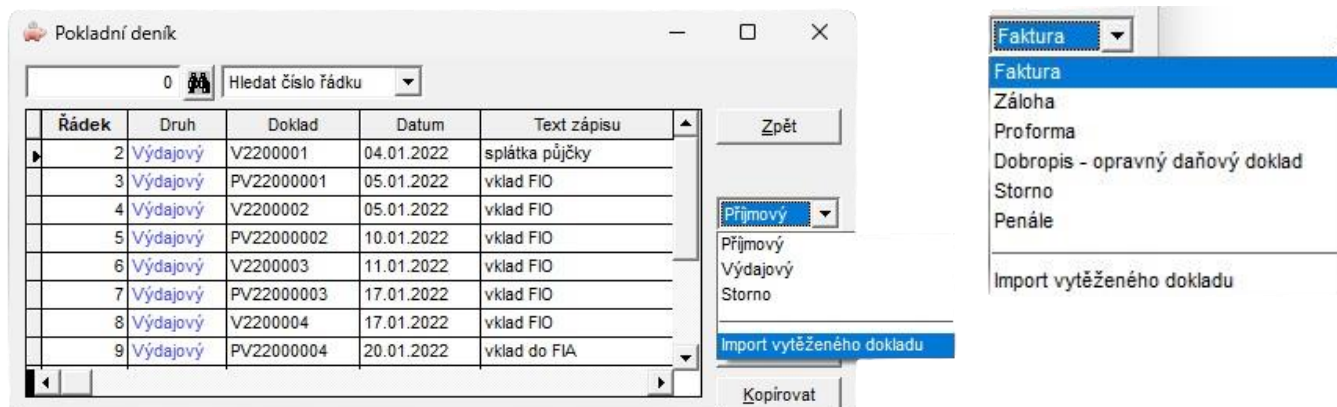 Pokladní deník
0 Hledat číslo řádku
Řádek Druh Doklad Datum Text zápisu
2 Výdajový V2200001 04.01.2022 splátka půjčky
3 Výdajový PV22000001 05.01.2022 vklad FIO
4 Výdajový V2200002 05.01.2022 vklad FIO
5 Výdajový PV22000002 10.01.2022 vklad FIO
6 Výdajový V2200003 11.01.2022 vklad FIO
7 Výdajový PV22000003 17.01.2022 vklad FIO
8 Výdajový V2200004 17.01.2022 vklad FIO
9 Výdajový PV22000004 20.01.2022 vklad do FIA
Zpět
Příjmový
Příjmový
Výdajový
Storno
Import vytěženého dokladu
Kopírovat
Faktura
Faktura
Záloha
Proforma
Dobropis - opravný daňový doklad
Storno
Penále
Import vytěženého dokladu